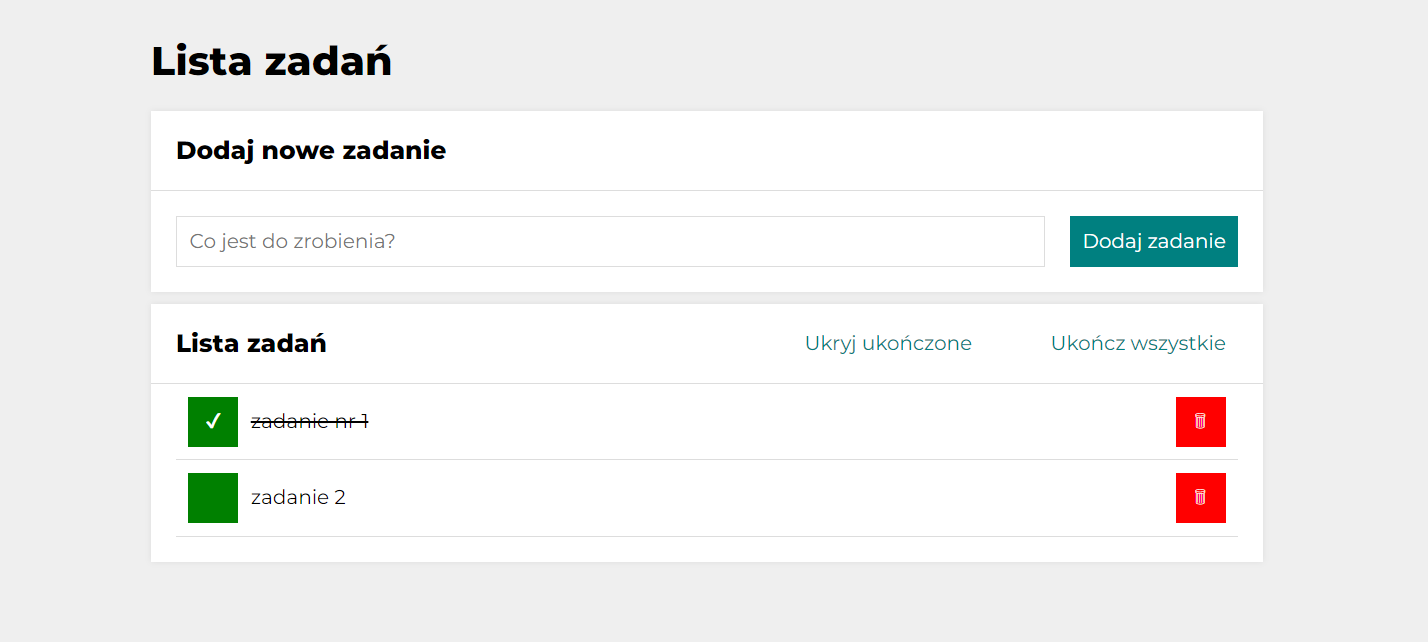 Lista zadań
Dodaj nowe zadanie
Co jest do zrobienia?
Dodaj zadanie
Lista zadań
Ukryj ukończone
Ukończ wszystkie
zadanie nr 1
zadanie 2